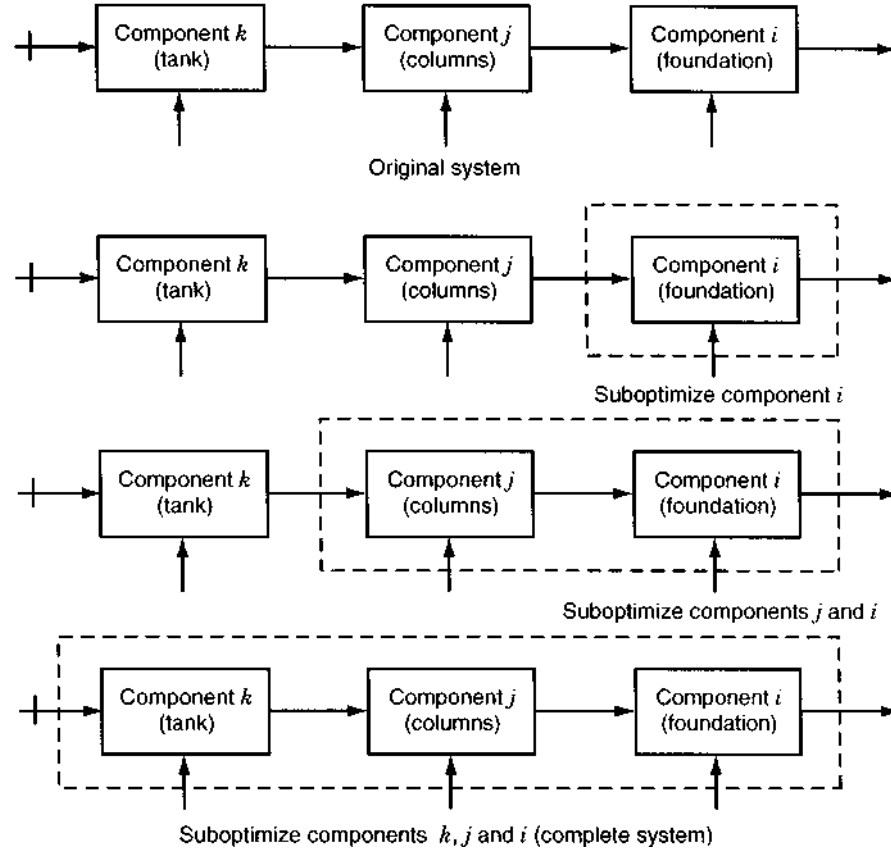 Component k
(tank)
Component j
(columns)
Component i
(foundation)
Original system
Component k
(tank)
Component j
(columns)
Component i
(foundation)
Suboptimize component i
Component k
(tank)
Component j
(columns)
Component i
(foundation)
Suboptimize components j and i
Component k
(tank)
Component j
(columns)
Component i
(foundation)
Suboptimize components k, j and i (complete system)